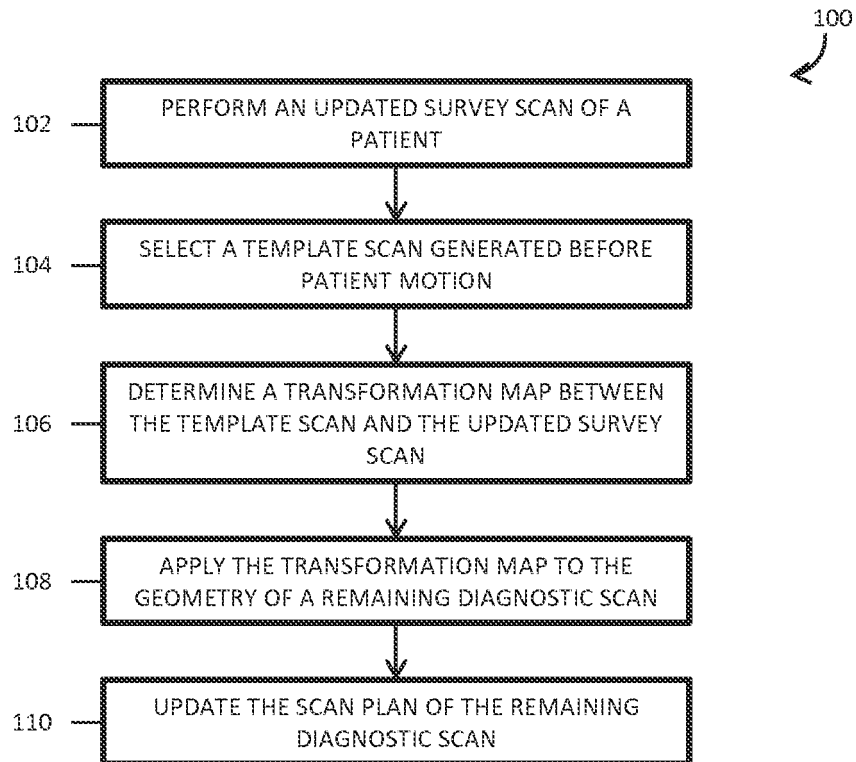 100
102
PERFORM AN UPDATED SURVEY SCAN OF A
PATIENT
104
SELECT A TEMPLATE SCAN GENERATED BEFORE
PATIENT MOTION
106
DETERMINE A TRANSFORMATION MAP BETWEEN
THE TEMPLATE SCAN AND THE UPDATED SURVEY
SCAN
108
APPLY THE TRANSFORMATION MAP TO THE
GEOMETRY OF A REMAINING DIAGNOSTIC SCAN
110
UPDATE THE SCAN PLAN OF THE REMAINING
DIAGNOSTIC SCAN